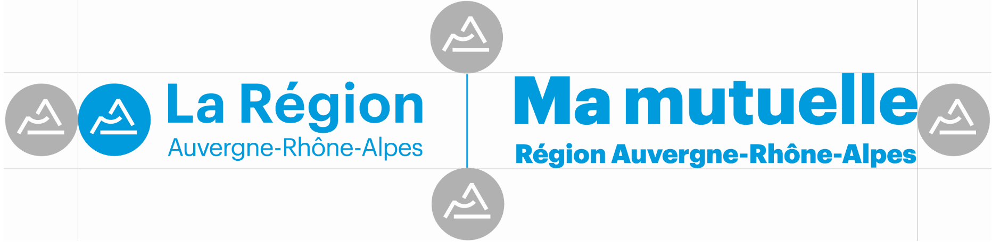 La Région
Auvergne-Rhône-Alpes
Ma mutuelle
Région Auvergne-Rhône-Alpes